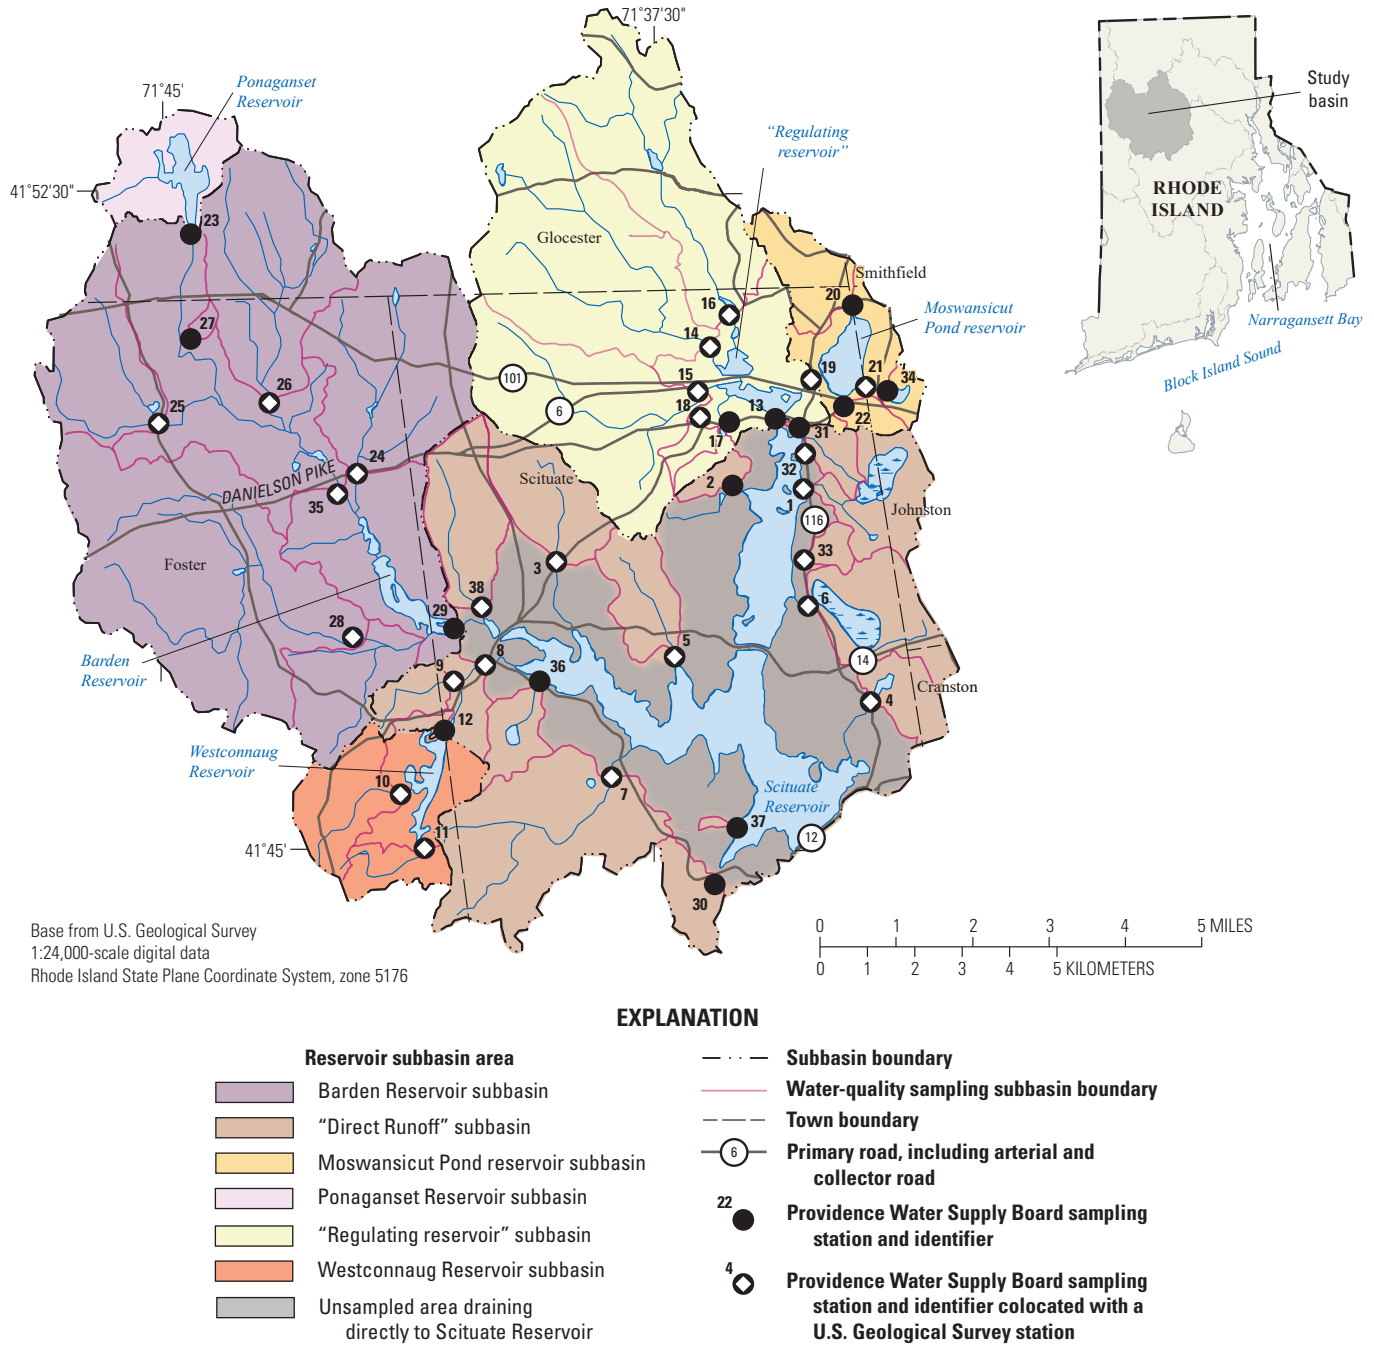 71°37'30"
Ponaganset
Reservoir
71°45'
"Regulating
reservoir"
Study
basin
41°52'30"
RHODE
ISLAND
23
Glocester
Smithfield
20
16
Moswansicut
Pond reservoir
Narragansett Bay
27
14
Block Island Sound
101
15
19
21
34
26
6
18
13
25
17
31
22
24
DANIELSON PIKE
Scituate
32
35
2
1
116
Johnston
Foster
3
33
38
6
29
28
5
14
Barden
Reservoir
9
8
36
Cranston
12
4
Westconnaug
Reservoir
10
7
Scituate
Reservoir
37
11
12
41°45'
30
Base from U.S. Geological Survey
1:24,000-scale digital data
Rhode Island State Plane Coordinate System, zone 5176
0 1 2 3 4 5 MILES
0 1 2 3 4 5 KILOMETERS
EXPLANATION
Reservoir subbasin area
Barden Reservoir subbasin
"Direct Runoff" subbasin
Moswansicut Pond reservoir subbasin
Ponaganset Reservoir subbasin
"Regulating reservoir" subbasin
Westconnaug Reservoir subbasin
Unsampled area draining
directly to Scituate Reservoir
Subbasin boundary
Water-quality sampling subbasin boundary
Town boundary
6
Primary road, including arterial and
collector road
22
Providence Water Supply Board sampling
station and identifier
4
Providence Water Supply Board sampling
station and identifier colocated with a
U.S. Geological Survey station